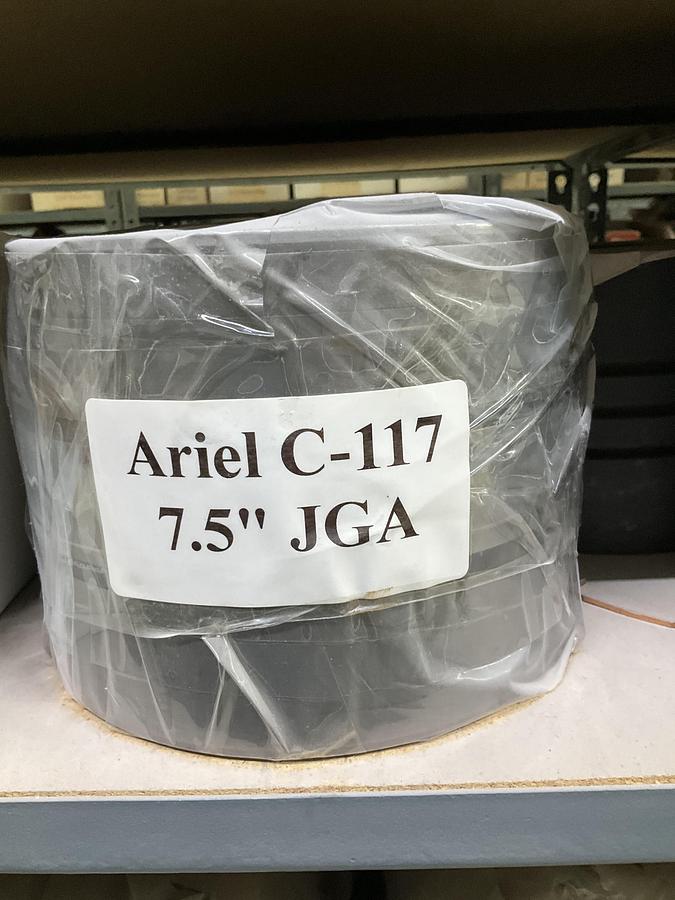 Ariel C-117
7.5" JGA